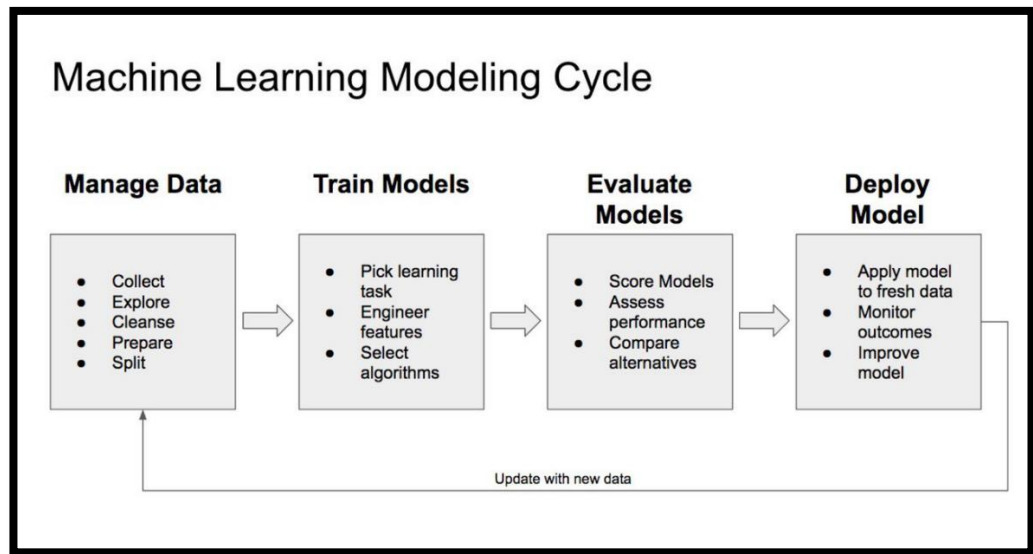 Machine Learning Modeling Cycle
Manage Data
● Collect
● Explore
● Cleanse
● Prepare
● Split
Train Models
● Pick learning
task
● Engineer
features
● Select
algorithms
Evaluate
Models
● Score Models
● Assess
performance
● Compare
alternatives
Deploy
Model
● Apply model
to fresh data
● Monitor
outcomes
● Improve
model
Update with new data